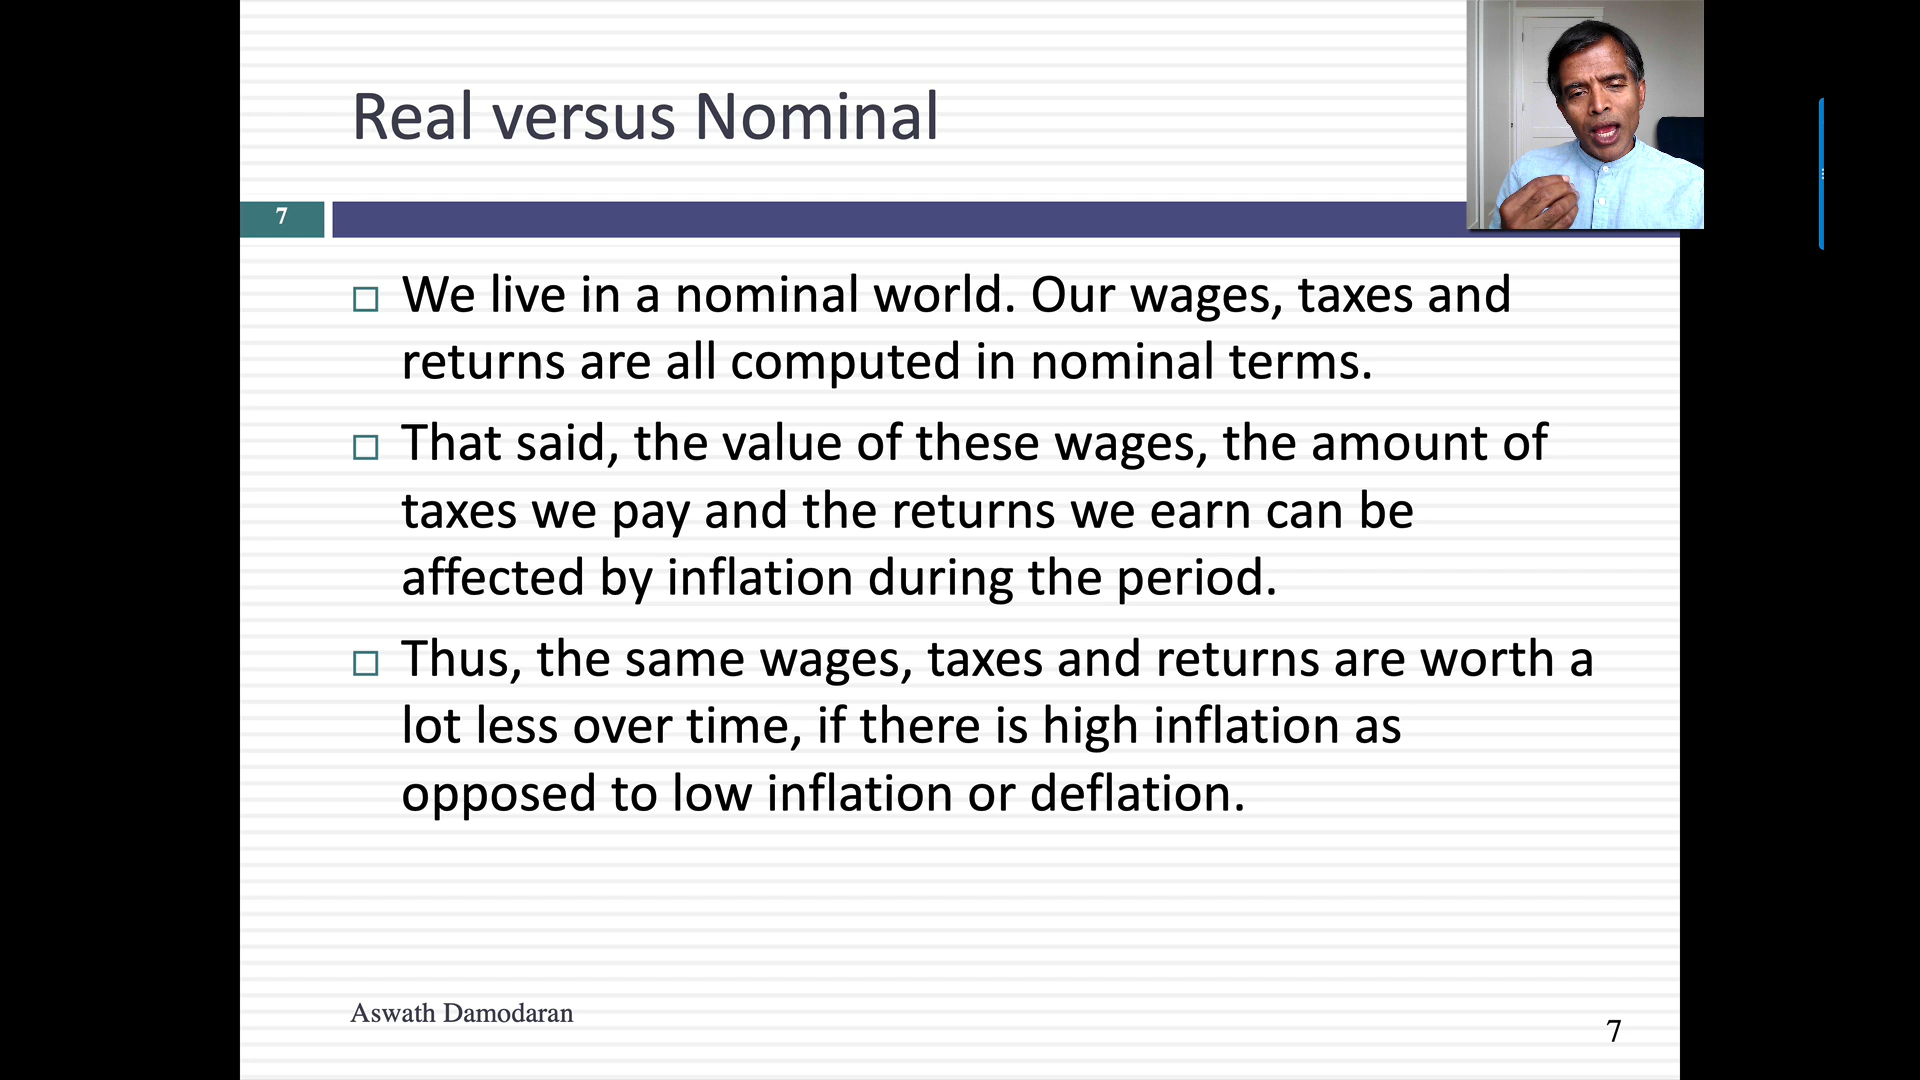 Real versus Nominal
7
We live in a nominal world. Our wages, taxes and
returns are all computed in nominal terms.
That said, the value of these wages, the amount of
taxes we pay and the returns we earn can be
affected by inflation during the period.
Thus, the same wages, taxes and returns are worth a
lot less over time, if there is high inflation as
opposed to low inflation or deflation.
Aswath Damodaran
7